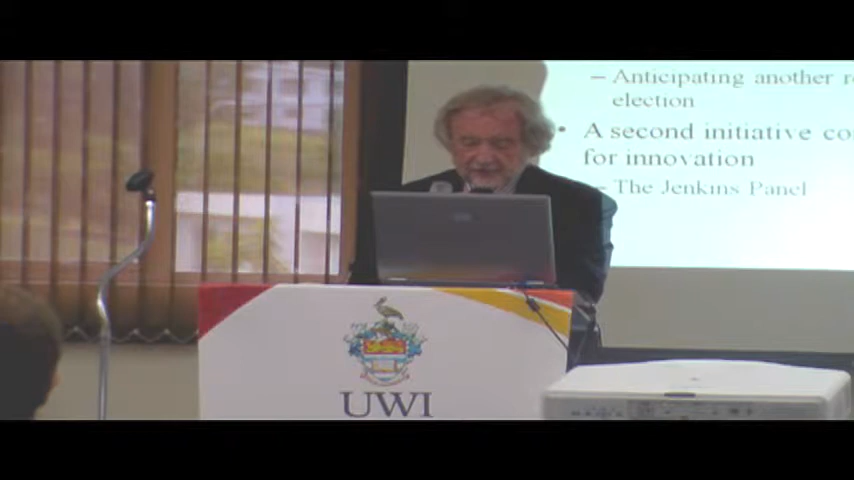 – Anticipating another
election
• A second initiative
for innovation
– The Jenkins Panel
UWI